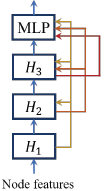 MLP
H₃
H₂
H₁
Node features